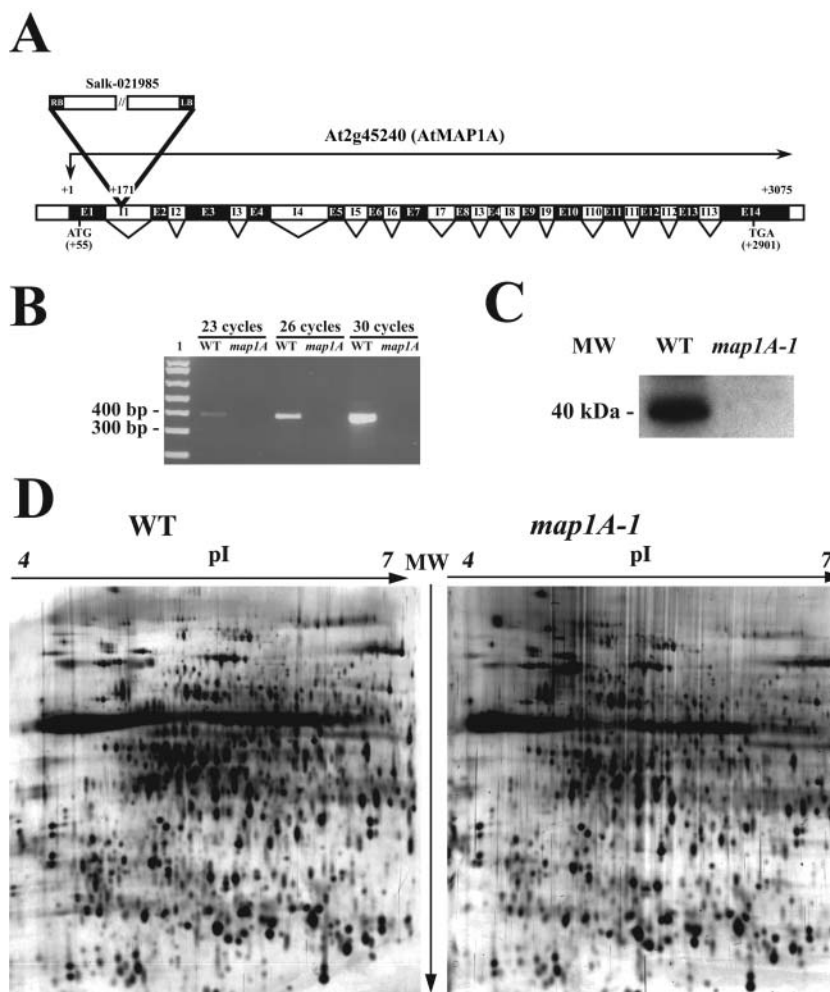 A
Salk-021985
RB // LB
At2g45240 (AtMAP1A)
+1 +171 +3075
E1 I1 E2 I2 E3 I3 E4 I4 E5 I5 E6 I6 E7 I7 E8 I3 E4 I8 E9 I9 E10 I10 E11 I11 E12 I12 E13 I13 E14
ATG TGA
(+55) (+2901)
B
23 cycles 26 cycles 30 cycles
1 WT map1A WT map1A WT map1A
400 bp -
300 bp -
C
MW WT map1A-1
40 kDa -
D
WT map1A-1
4 pI 7 MW 4 pI 7